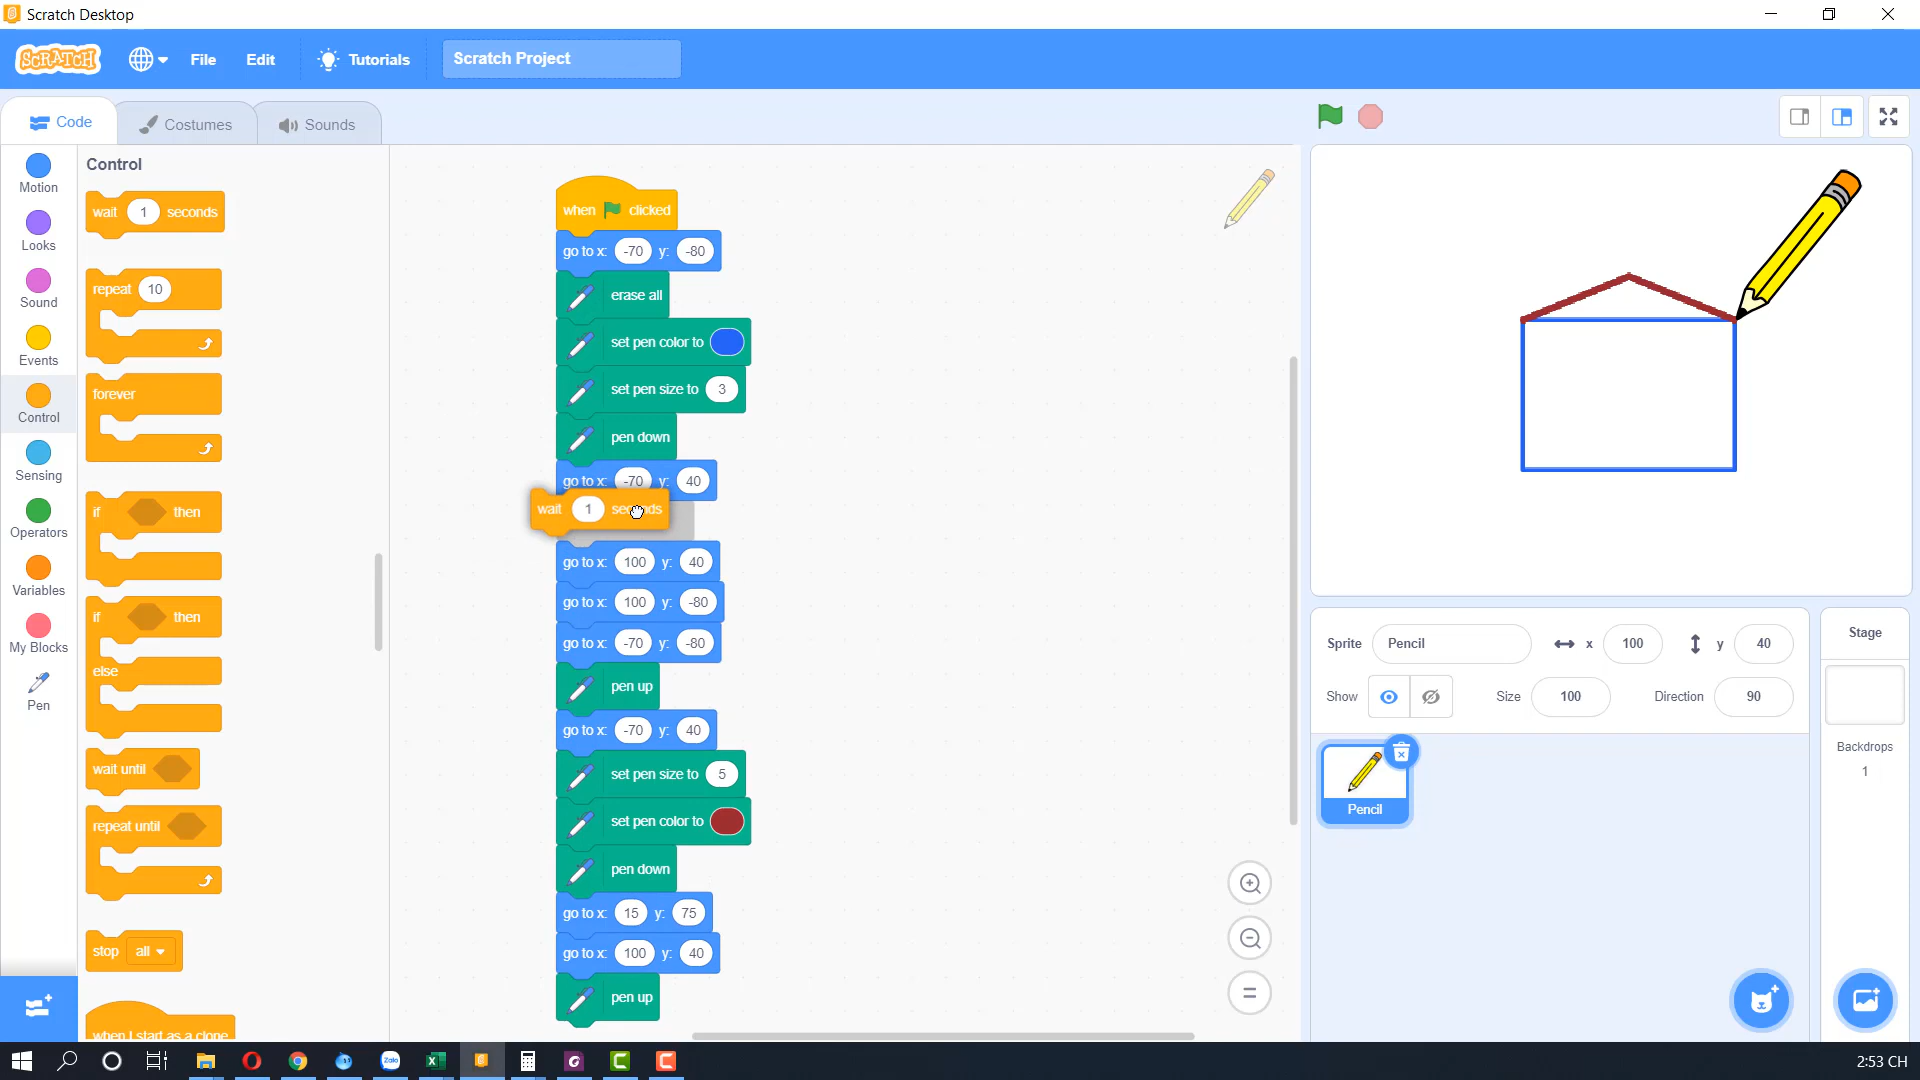 Scratch Desktop
SCRATCH File Edit Tutorials Scratch Project
Code Costumes Sounds
Motion
Looks
Sound
Events
Control
Sensing
Operators
Variables
My Blocks
Pen
Control
wait 1 seconds
repeat 10
forever
if then
if then
else
wait until
repeat until
stop all
when I start as a clone
when clicked
go to x: -70 y: -80
erase all
set pen color to
set pen size to 3
pen down
go to x: -70 y: 40
wait 1 seconds
go to x: 100 y: 40
go to x: 100 y: -80
go to x: -70 y: -80
pen up
go to x: -70 y: 40
set pen size to 5
set pen color to
pen down
go to x: 15 y: 75
go to x: 100 y: 40
pen up
Sprite Pencil x 100 y 40
Show Size 100 Direction 90
Pencil
Stage
Backdrops
1
Zalo
2:53 CH